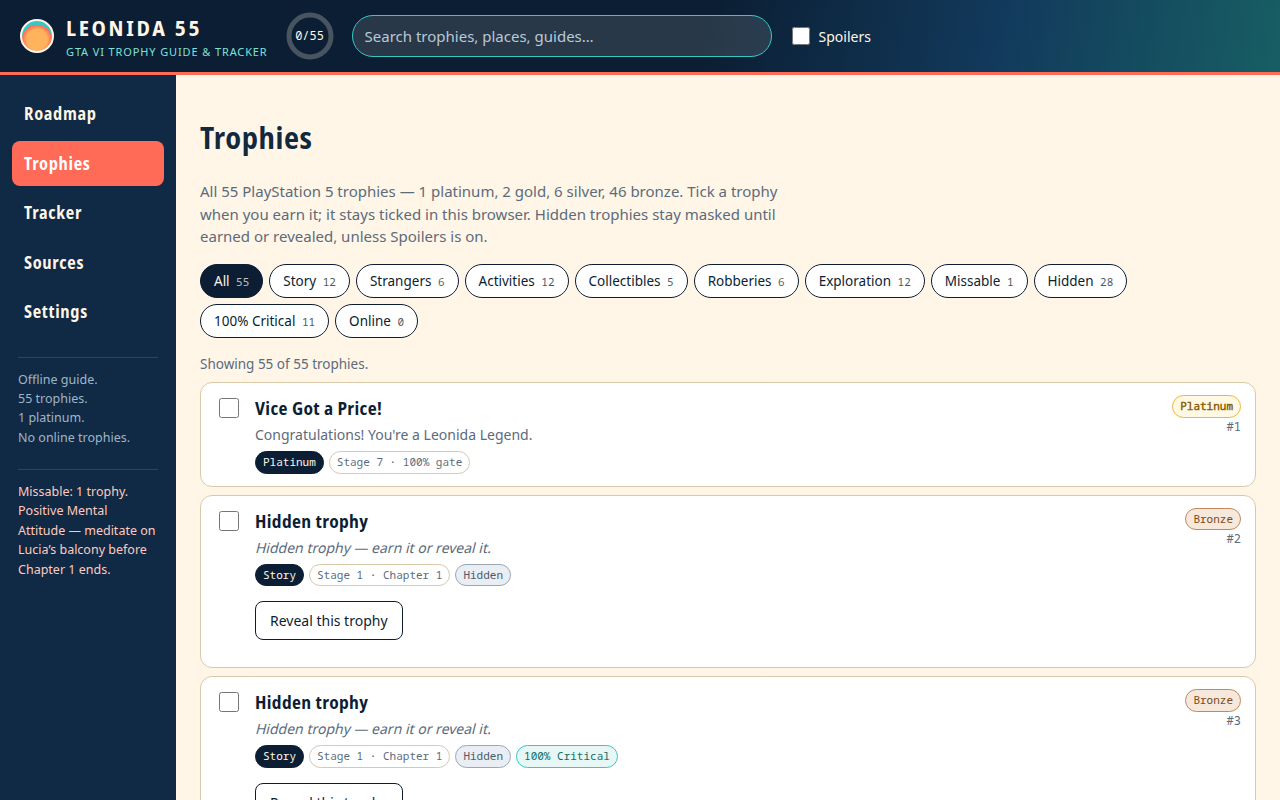 LEONIDA 55
GTA VI TROPHY GUIDE & TRACKER
0/55
Search trophies, places, guides…
Spoilers
Roadmap
Trophies
Tracker
Sources
Settings
Offline guide.
55 trophies.
1 platinum.
No online trophies.
Missable: 1 trophy.
Positive Mental
Attitude — meditate on
Lucia's balcony before
Chapter 1 ends.
Trophies
All 55 PlayStation 5 trophies — 1 platinum, 2 gold, 6 silver, 46 bronze. Tick a trophy
when you earn it; it stays ticked in this browser. Hidden trophies stay masked until
earned or revealed, unless Spoilers is on.
All 55 Story 12 Strangers 6 Activities 12 Collectibles 5 Robberies 6 Exploration 12 Missable 1 Hidden 28
100% Critical 11 Online 0
Showing 55 of 55 trophies.
Vice Got a Price!
Platinum
#1
Congratulations! You're a Leonida Legend.
Platinum Stage 7 · 100% gate
Hidden trophy
Bronze
#2
Hidden trophy — earn it or reveal it.
Story Stage 1 · Chapter 1 Hidden
Reveal this trophy
Hidden trophy
Bronze
#3
Hidden trophy — earn it or reveal it.
Story Stage 1 · Chapter 1 Hidden 100% Critical